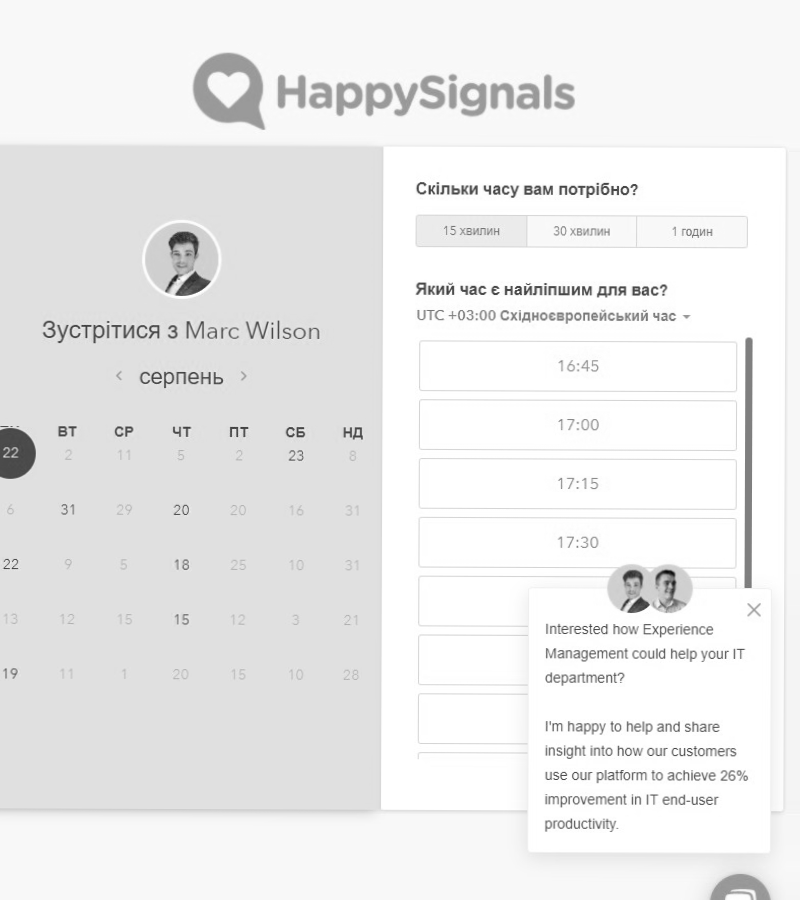 HappySignals
Зустрітися з Marc Wilson
серпень
ВТ СР ЧТ ПТ СБ НД
22 2 11 5 2 23 8
6 31 29 20 20 16 31
22 9 5 18 25 10 31
13 12 15 15 12 3 21
19 11 1 20 15 10 28
Скільки часу вам потрібно?
15 хвилин 30 хвилин 1 годин
Який час є найліпшим для вас?
UTC +03:00 Східноєвропейський час
16:45
17:00
17:15
17:30
Interested how Experience
Management could help your IT
department?
I'm happy to help and share
insight into how our customers
use our platform to achieve 26%
improvement in IT end-user
productivity.